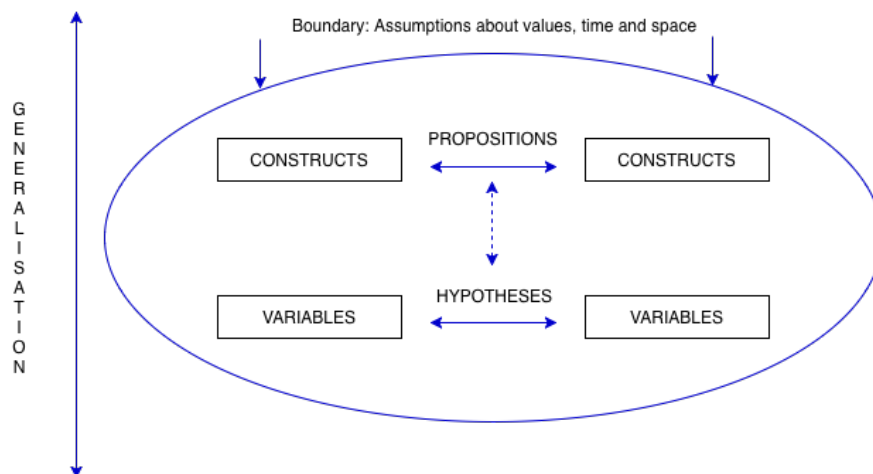 Boundary: Assumptions about values, time and space
GENERALISATION
PROPOSITIONS
CONSTRUCTS
CONSTRUCTS
HYPOTHESES
VARIABLES
VARIABLES